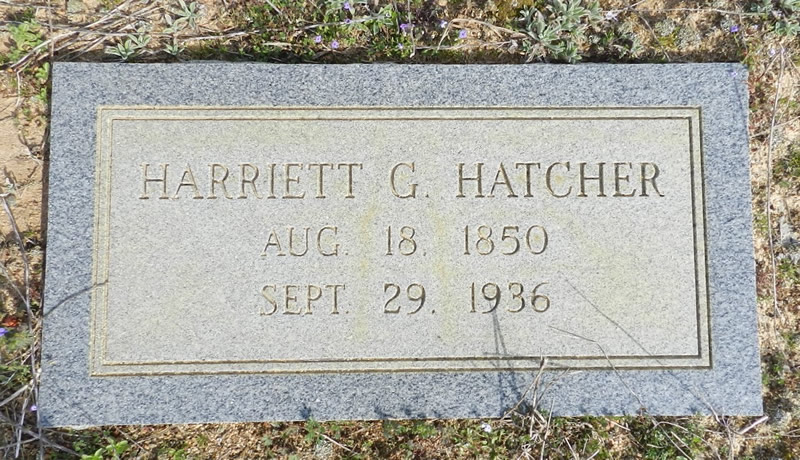 HARRIETT G. HATCHER
AUG. 18, 1850
SEPT. 29, 1936